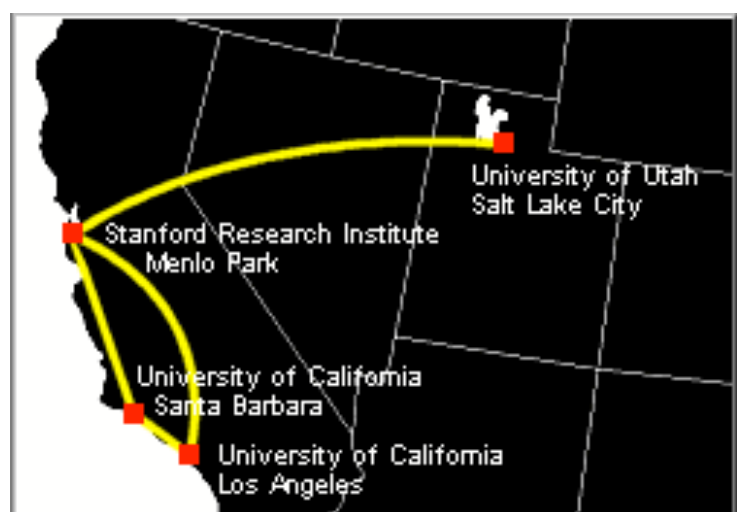 University of Utah
Salt Lake City
Stanford Research Institute
Menlo Park
University of California
Santa Barbara
University of California
Los Angeles